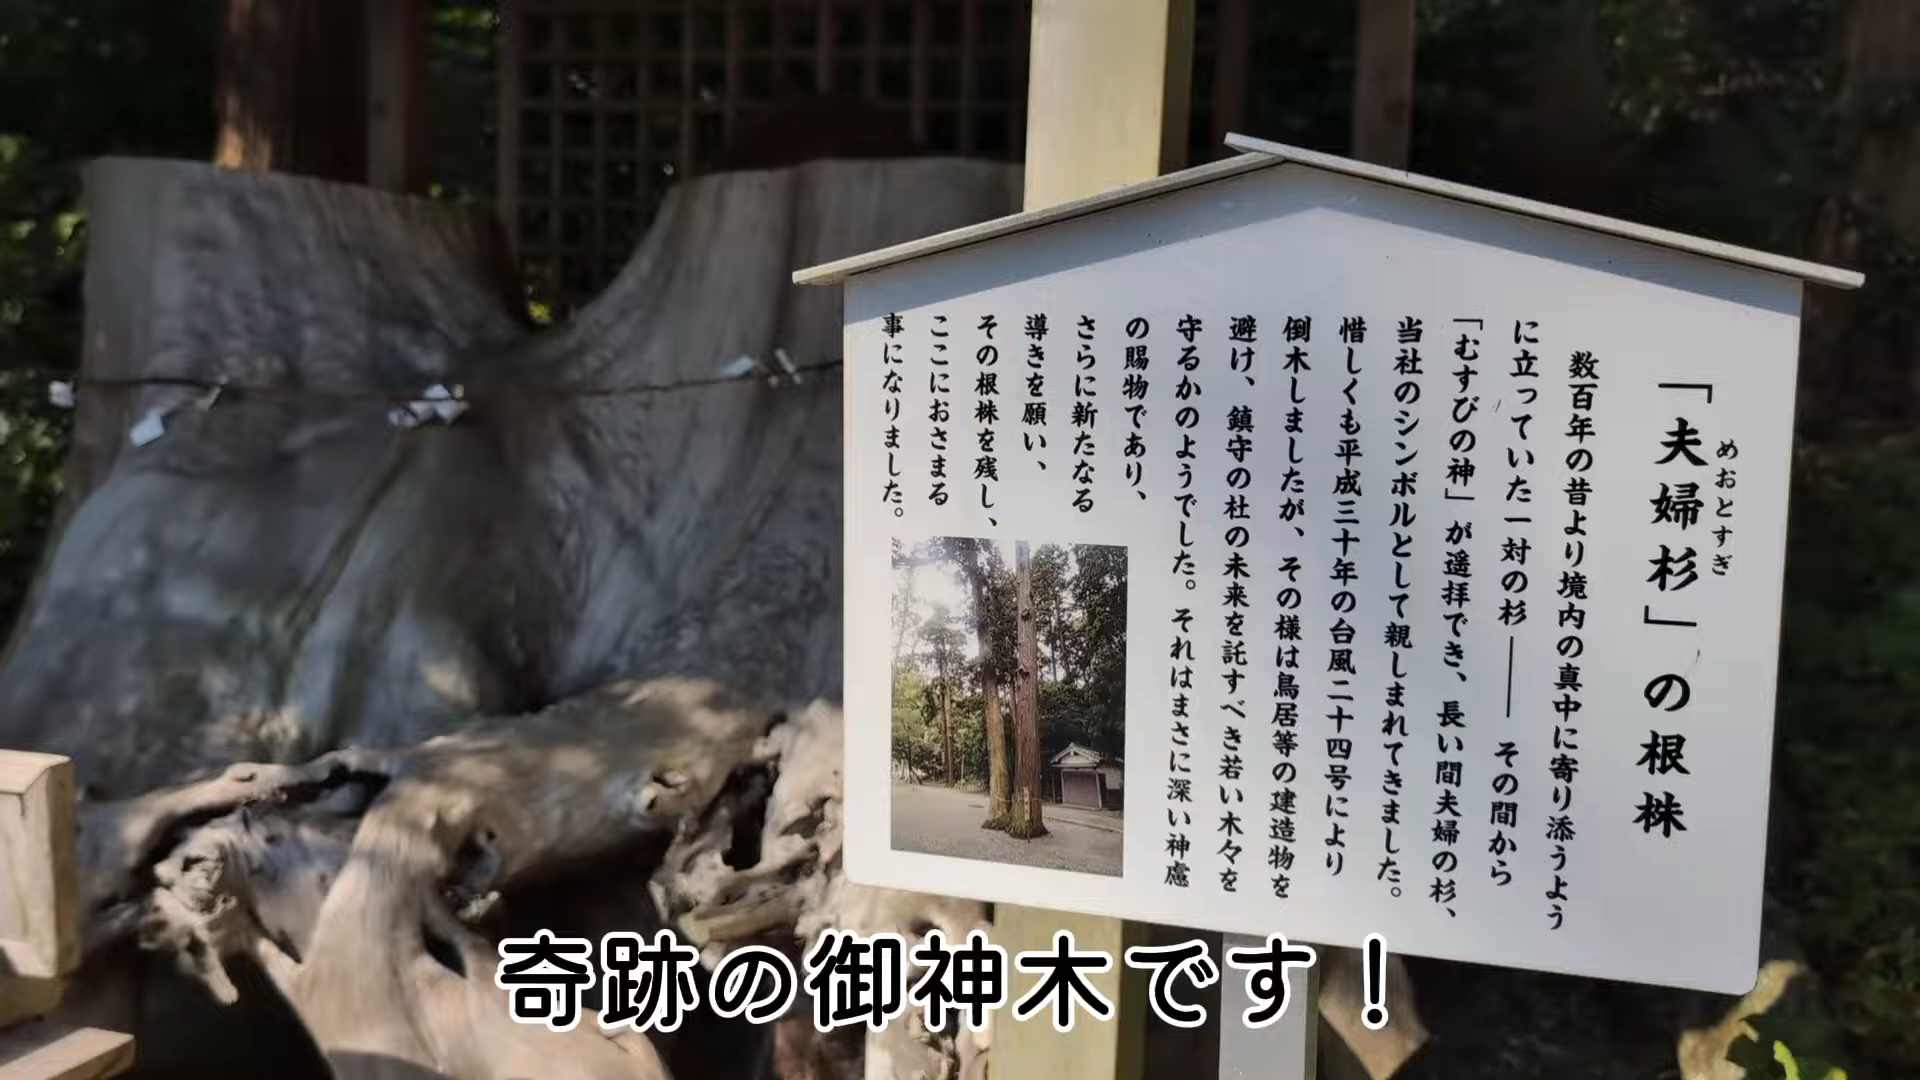 「夫婦杉」の根株
めおとすぎ
数百年の昔より境内の真中に寄り添うよう
に立っていた一対の杉――その間から
「むすびの神」が遥拝でき、長い間夫婦の杉、
当社のシンボルとして親しまれてきました。
惜しくも平成三十年の台風二十四号により
倒木しましたが、その様は鳥居等の建造物を
避け、鎮守の杜の未来を託すべき若い木々を
守るかのようでした。それはまさに深い神慮
の賜物であり、
さらに新たなる
導きを願い、
その根株を残し、
ここにおさまる
事になりました。
奇跡の御神木です！